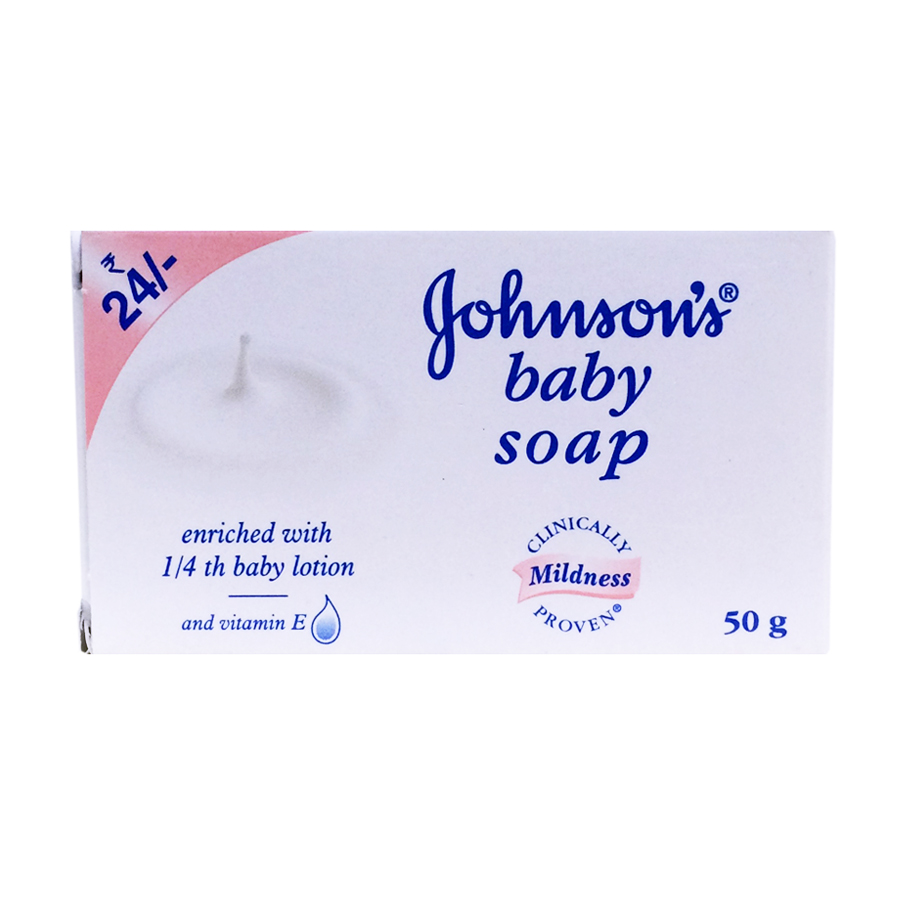 ₹ 24/-
Johnson's®
baby
soap
enriched with
1/4 th baby lotion
and vitamin E
CLINICALLY
Mildness
PROVEN®
50 g